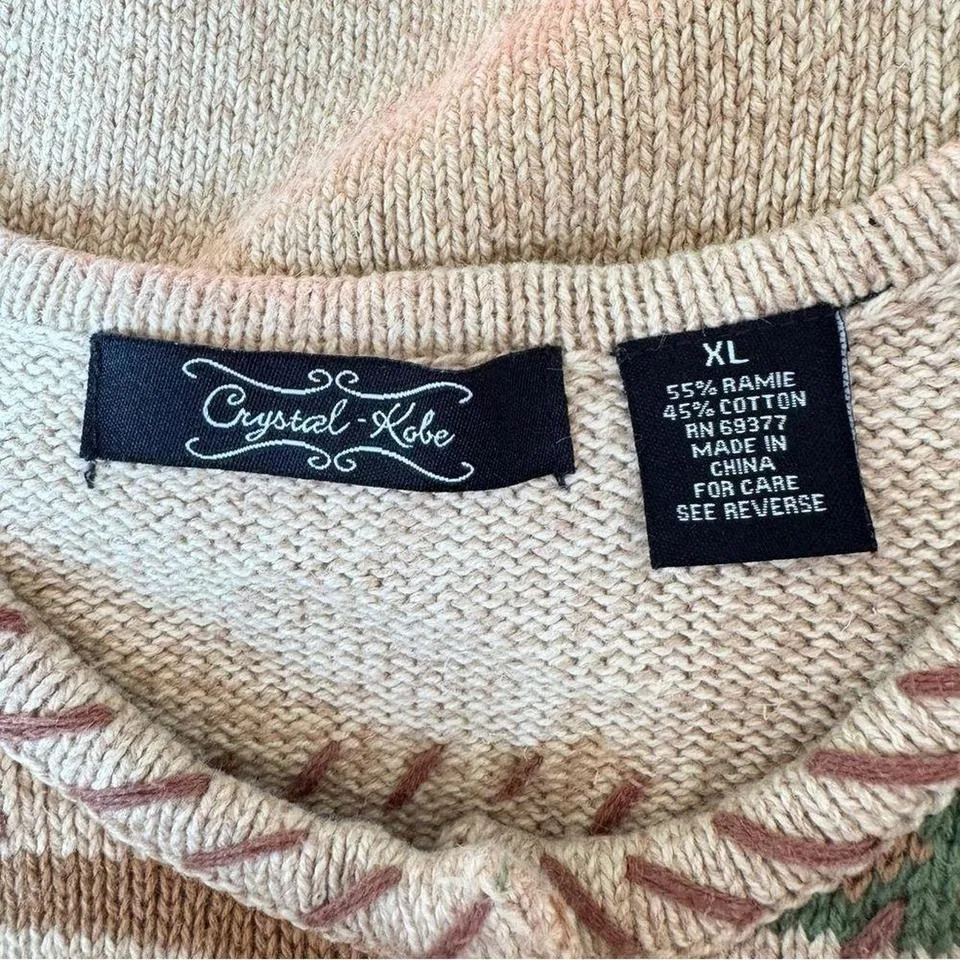 Crystal-Kobe
XL
55% RAMIE
45% COTTON
RN 69377
MADE IN
CHINA
FOR CARE
SEE REVERSE